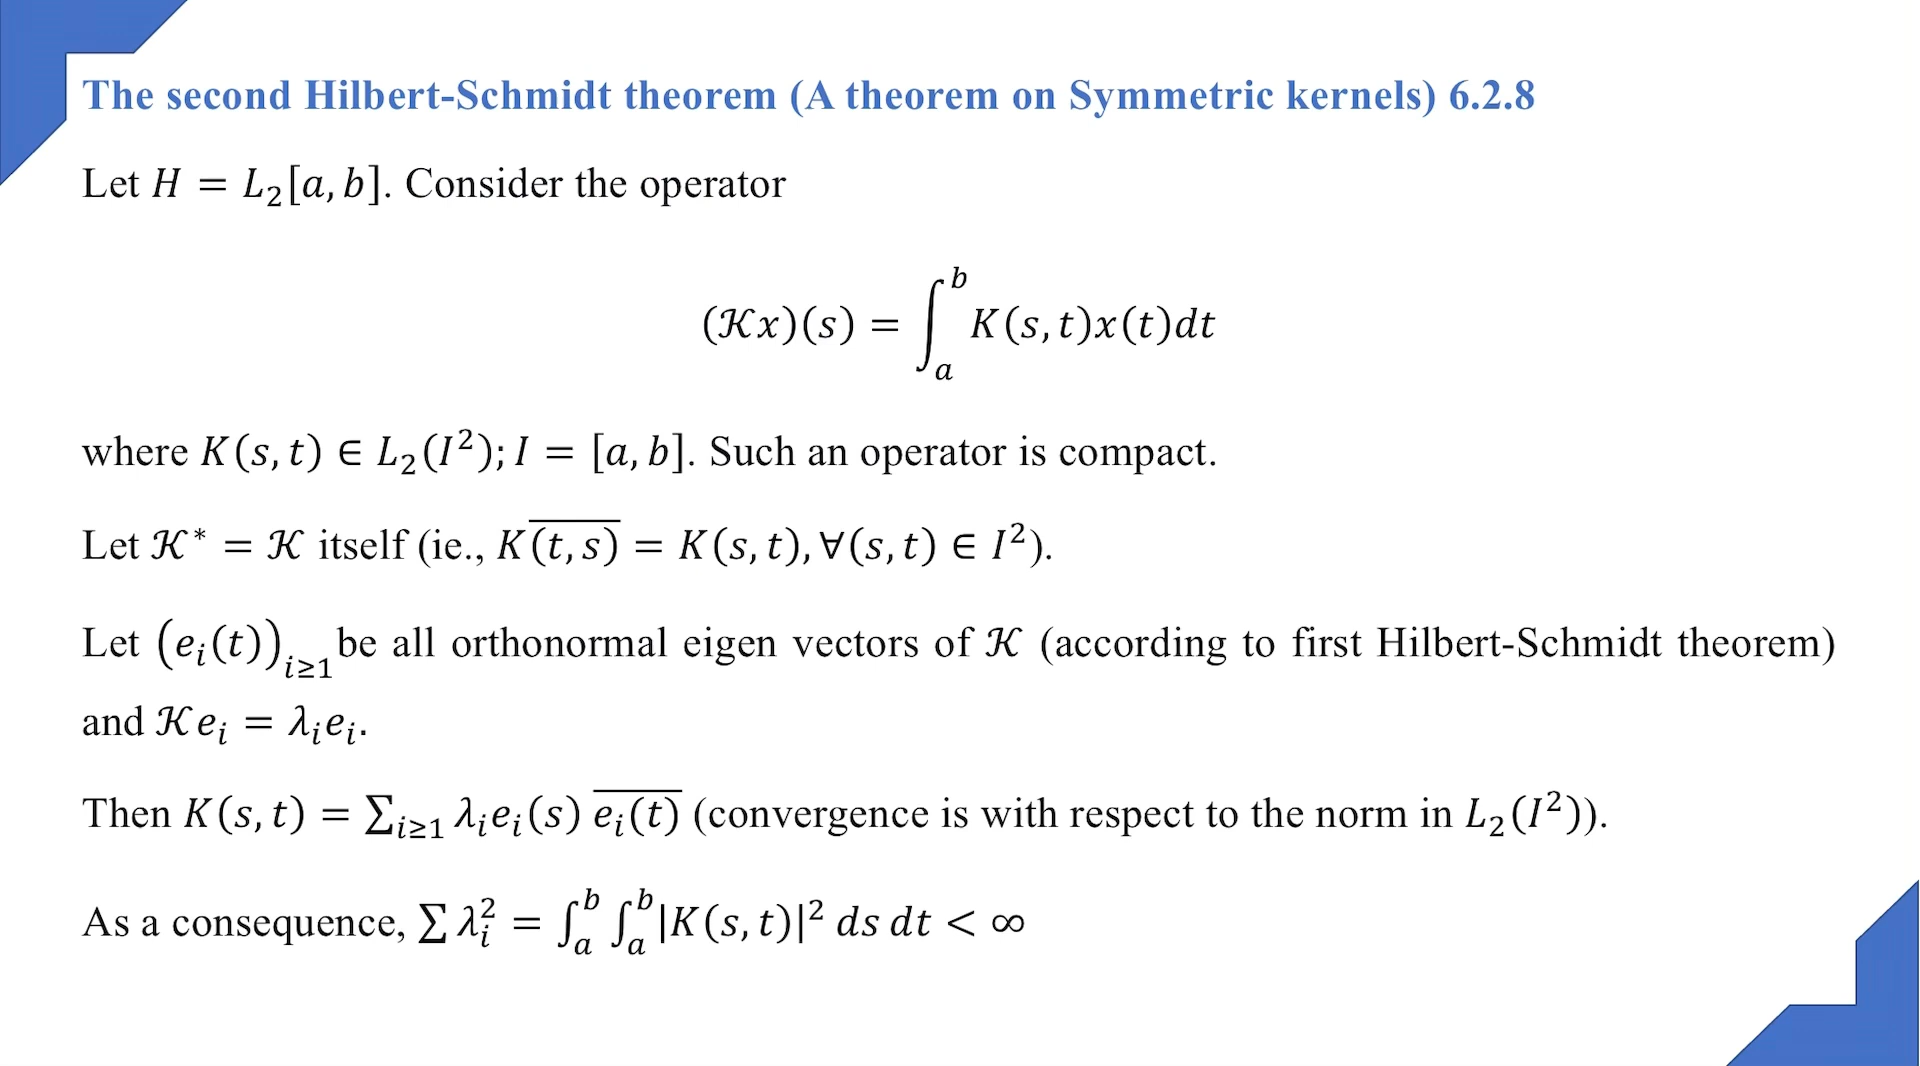 The second Hilbert-Schmidt theorem (A theorem on Symmetric kernels) 6.2.8
Let H = L₂[a, b]. Consider the operator
(𝒦x)(s) = ∫ₐᵇ K(s, t)x(t)dt
where K(s, t) ∈ L₂(I²); I = [a, b]. Such an operator is compact.
Let 𝒦* = 𝒦 itself (ie., K\overline{(t, s)} = K(s, t), ∀(s, t) ∈ I²).
Let (eᵢ(t))ᵢ≥₁ be all orthonormal eigen vectors of 𝒦 (according to first Hilbert-Schmidt theorem)
and 𝒦eᵢ = λᵢeᵢ.
Then K(s, t) = ∑ᵢ≥₁ λᵢeᵢ(s) \overline{eᵢ(t)} (convergence is with respect to the norm in L₂(I²)).
As a consequence, ∑ λᵢ² = ∫ₐᵇ ∫ₐᵇ|K(s, t)|² ds dt < ∞